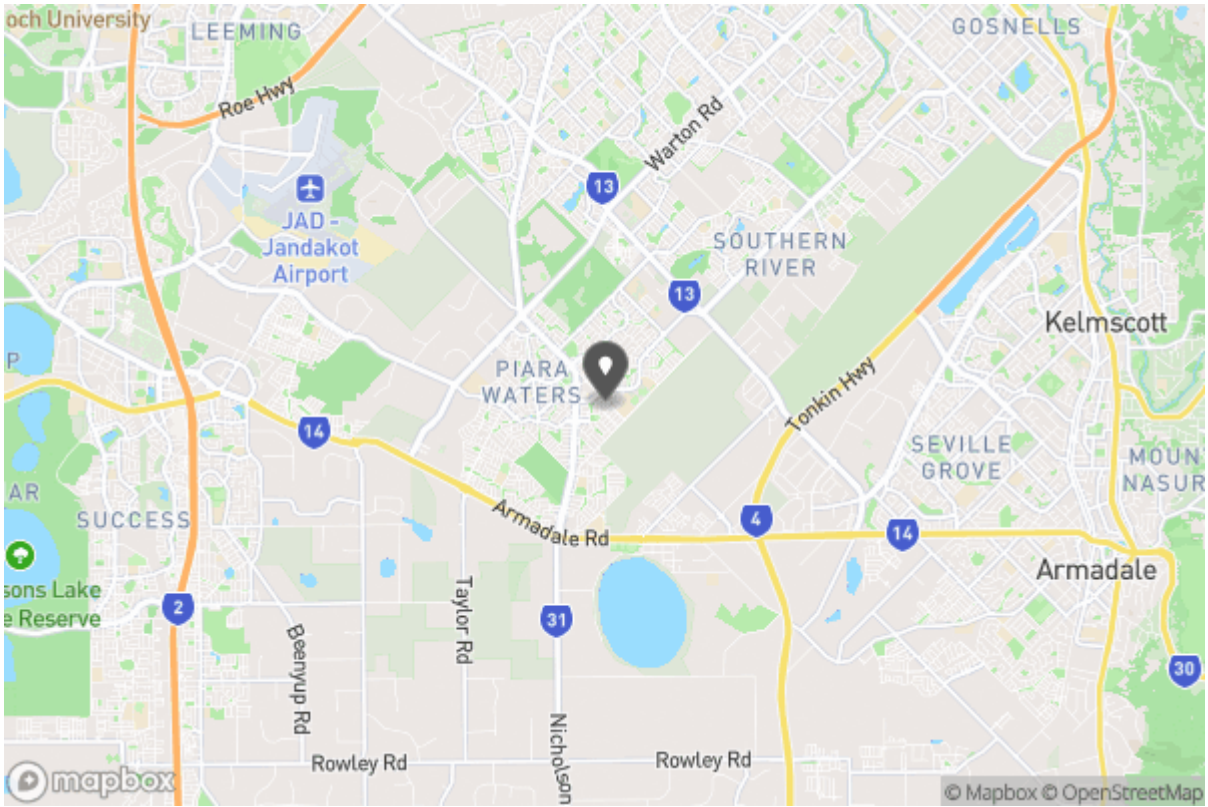 och University
LEEMING
GOSNELLS
Roe Hwy
Warton Rd
13
JAD -
Jandakot
Airport
SOUTHERN
RIVER
13
Kelmscott
P
PIARA
WATERS
Tonkin Hwy
14
SEVILLE
GROVE
MOUN
NASUR
AR
SUCCESS
Armadale Rd
4
14
Armadale
sons Lake
e Reserve
2
Taylor Rd
31
Beenyup Rd
30
Nicholson
Rowley Rd
Rowley Rd
mapbox
© Mapbox © OpenStreetMap